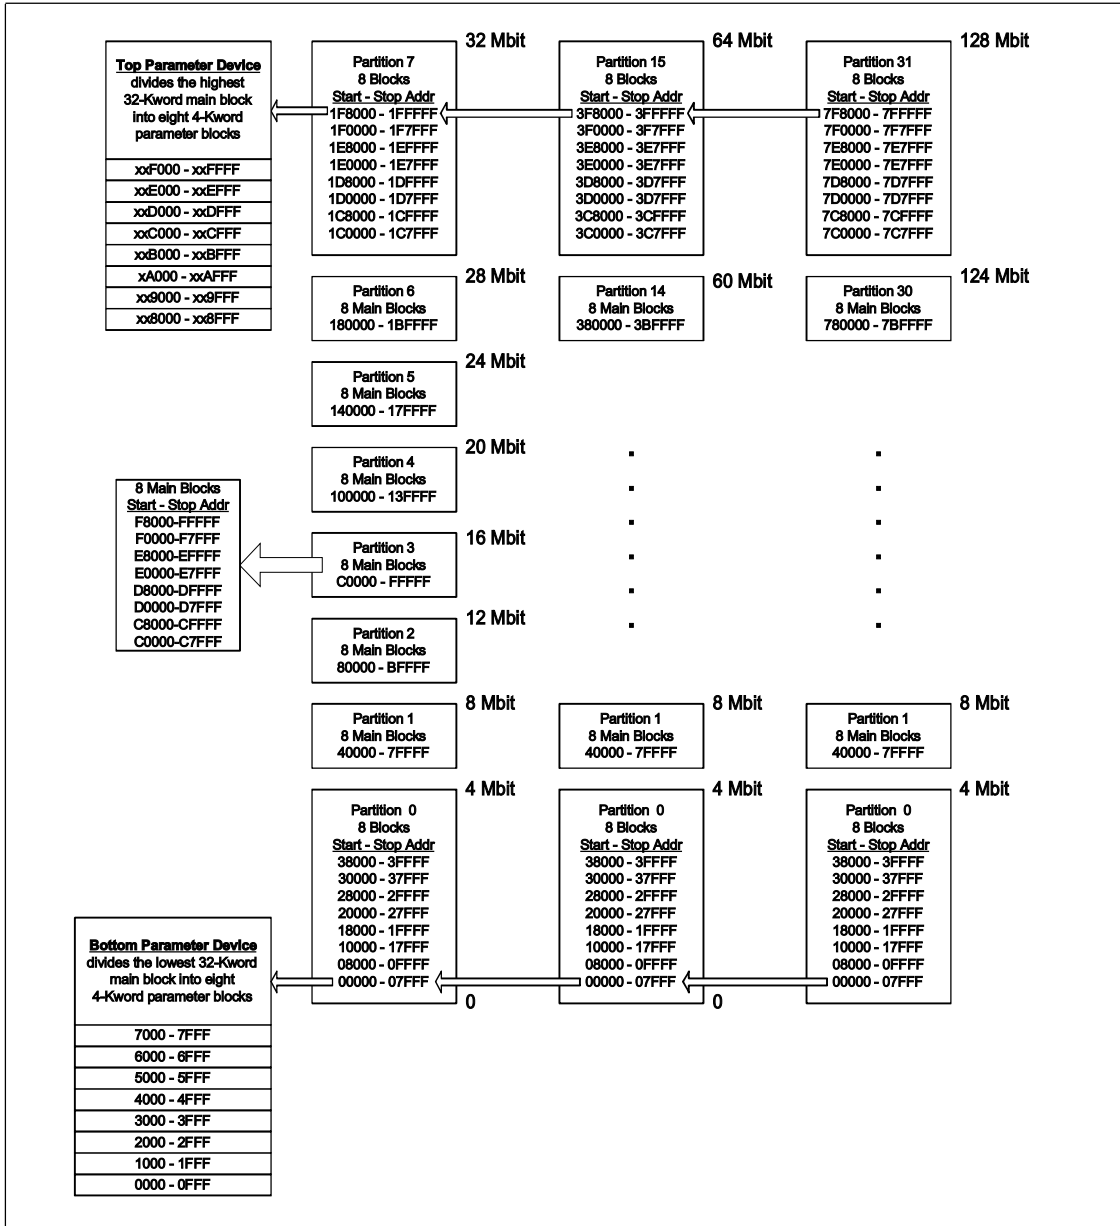 32 Mbit
64 Mbit
128 Mbit
Top Parameter Device
divides the highest
32-Kword main block
into eight 4-Kword
parameter blocks
xxF000 - xxFFFF
xxE000 - xxEFFF
xxD000 - xxDFFF
xxC000 - xxCFFF
xxB000 - xxBFFF
xA000 - xxAFFF
xx9000 - xx9FFF
xx8000 - xx8FFF
Partition 7
8 Blocks
Start - Stop Addr
1F8000 - 1FFFFF
1F0000 - 1F7FFF
1E8000 - 1EFFFF
1E0000 - 1E7FFF
1D8000 - 1DFFFF
1D0000 - 1D7FFF
1C8000 - 1CFFFF
1C0000 - 1C7FFF
Partition 15
8 Blocks
Start - Stop Addr
3F8000 - 3FFFFF
3F0000 - 3F7FFF
3E8000 - 3E7FFF
3E0000 - 3E7FFF
3D8000 - 3D7FFF
3D0000 - 3D7FFF
3C8000 - 3CFFFF
3C0000 - 3C7FFF
Partition 31
8 Blocks
Start - Stop Addr
7F8000 - 7FFFFF
7F0000 - 7F7FFF
7E8000 - 7E7FFF
7E0000 - 7E7FFF
7D8000 - 7D7FFF
7D0000 - 7D7FFF
7C8000 - 7CFFFF
7C0000 - 7C7FFF
28 Mbit
60 Mbit
124 Mbit
Partition 6
8 Main Blocks
180000 - 1BFFFF
Partition 14
8 Main Blocks
380000 - 3BFFFF
Partition 30
8 Main Blocks
780000 - 7BFFFF
24 Mbit
Partition 5
8 Main Blocks
140000 - 17FFFF
20 Mbit
Partition 4
8 Main Blocks
100000 - 13FFFF
8 Main Blocks
Start - Stop Addr
F8000-FFFFF
F0000-F7FFF
E8000-EFFFF
E0000-E7FFF
D8000-DFFFF
D0000-D7FFF
C8000-CFFFF
C0000-C7FFF
16 Mbit
Partition 3
8 Main Blocks
C0000 - FFFFF
12 Mbit
Partition 2
8 Main Blocks
80000 - BFFFF
8 Mbit
8 Mbit
8 Mbit
Partition 1
8 Main Blocks
40000 - 7FFFF
Partition 1
8 Main Blocks
40000 - 7FFFF
Partition 1
8 Main Blocks
40000 - 7FFFF
4 Mbit
4 Mbit
4 Mbit
Partition 0
8 Blocks
Start - Stop Addr
38000 - 3FFFF
30000 - 37FFF
28000 - 2FFFF
20000 - 27FFF
18000 - 1FFFF
10000 - 17FFF
08000 - 0FFFF
00000 - 07FFF
Partition 0
8 Blocks
Start - Stop Addr
38000 - 3FFFF
30000 - 37FFF
28000 - 2FFFF
20000 - 27FFF
18000 - 1FFFF
10000 - 17FFF
08000 - 0FFFF
00000 - 07FFF
Partition 0
8 Blocks
Start - Stop Addr
38000 - 3FFFF
30000 - 37FFF
28000 - 2FFFF
20000 - 27FFF
18000 - 1FFFF
10000 - 17FFF
08000 - 0FFFF
00000 - 07FFF
0
0
Bottom Parameter Device
divides the lowest 32-Kword
main block into eight
4-Kword parameter blocks
7000 - 7FFF
6000 - 6FFF
5000 - 5FFF
4000 - 4FFF
3000 - 3FFF
2000 - 2FFF
1000 - 1FFF
0000 - 0FFF